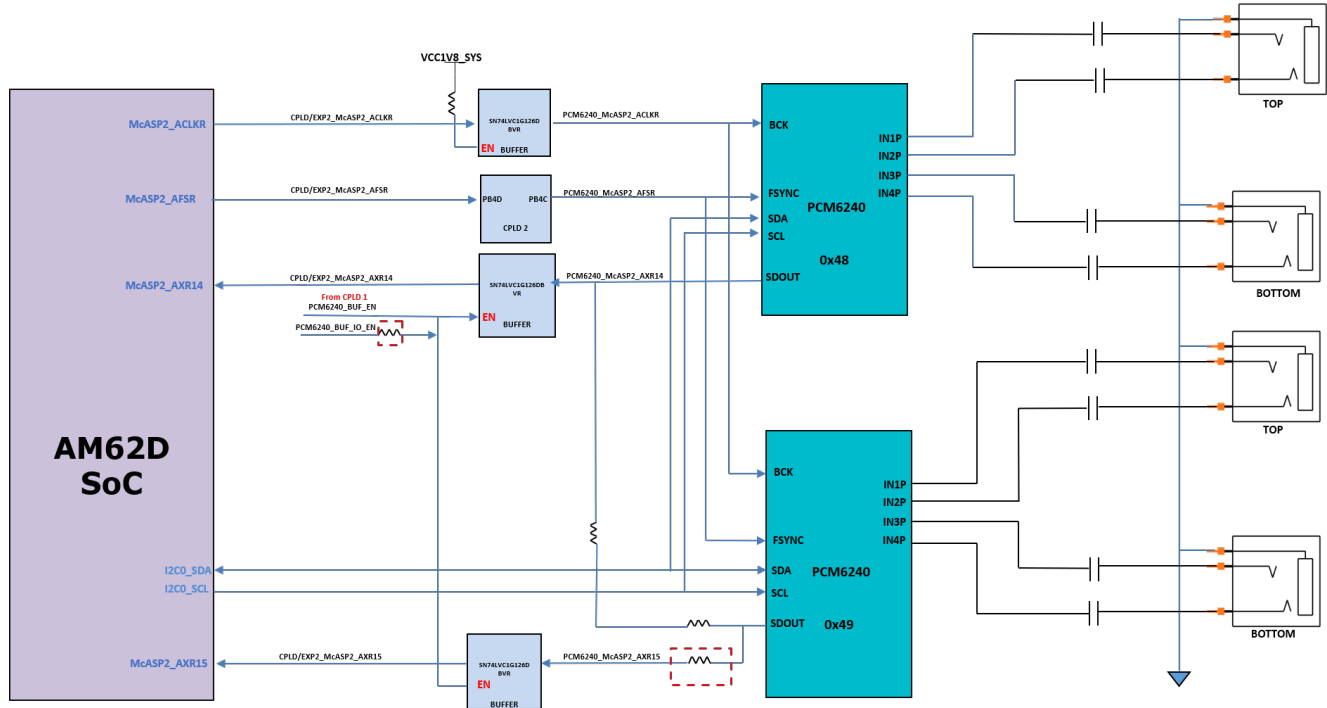 VCC1V8_SYS
TOP
McASP2_ACLKR
CPLD/EXP2_McASP2_ACLKR
SN74LVC1G126D
BVR
EN
BUFFER
PCM6240_McASP2_ACLKR
BCK
IN1P
IN2P
IN3P
IN4P
McASP2_AFSR
CPLD/EXP2_McASP2_AFSR
PB4D
PB4C
CPLD 2
PCM6240_McASP2_AFSR
FSYNC
PCM6240
SDA
SCL
0x48
SDOUT
McASP2_AXR14
CPLD/EXP2_McASP2_AXR14
SN74LVC1G126DB
VR
EN
BUFFER
PCM6240_McASP2_AXR14
From CPLD 1
PCM6240_BUF_EN
PCM6240_BUF_IO_EN
BOTTOM
AM62D
SoC
TOP
BCK
IN1P
IN2P
IN3P
IN4P
FSYNC
I2C0_SDA
SDA
PCM6240
I2C0_SCL
SCL
SDOUT
0x49
BOTTOM
McASP2_AXR15
CPLD/EXP2_McASP2_AXR15
SN74LVC1G126D
BVR
EN
BUFFER
PCM6240_McASP2_AXR15